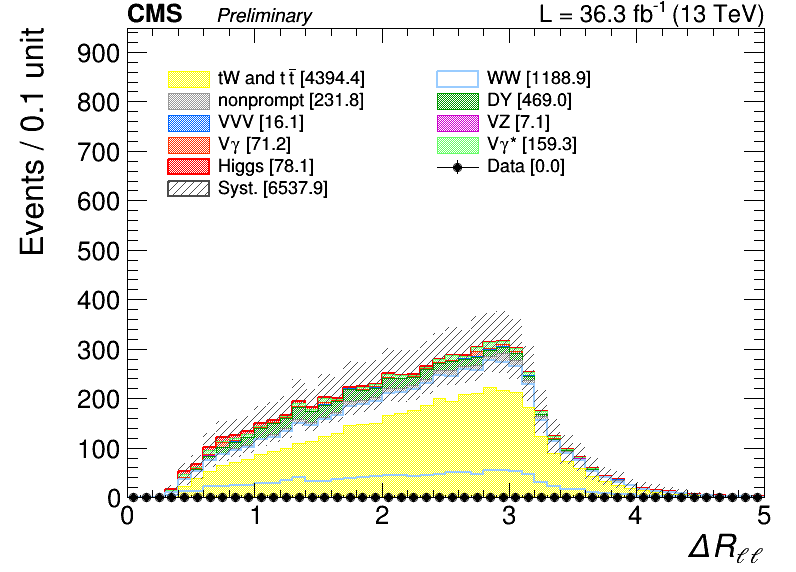 CMS Preliminary L = 36.3 fb⁻¹ (13 TeV)
Events / 0.1 unit
900
800
700
600
500
400
300
200
100
0
tW and tt̅ [4394.4]
nonprompt [231.8]
VVV [16.1]
Vγ [71.2]
Higgs [78.1]
Syst. [6537.9]
WW [1188.9]
DY [469.0]
VZ [7.1]
Vγ* [159.3]
Data [0.0]
0 1 2 3 4 5
ΔR_ℓℓ